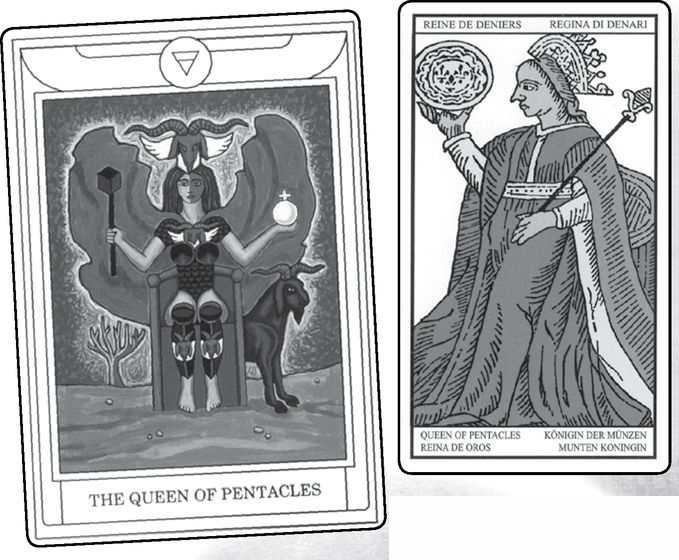 THE QUEEN OF PENTACLES
REINE DE DENIERS REGINA DI DENARI
QUEEN OF PENTACLES KÖNIGIN DER MÜNZEN
REINA DE OROS MUNTEN KONINGIN